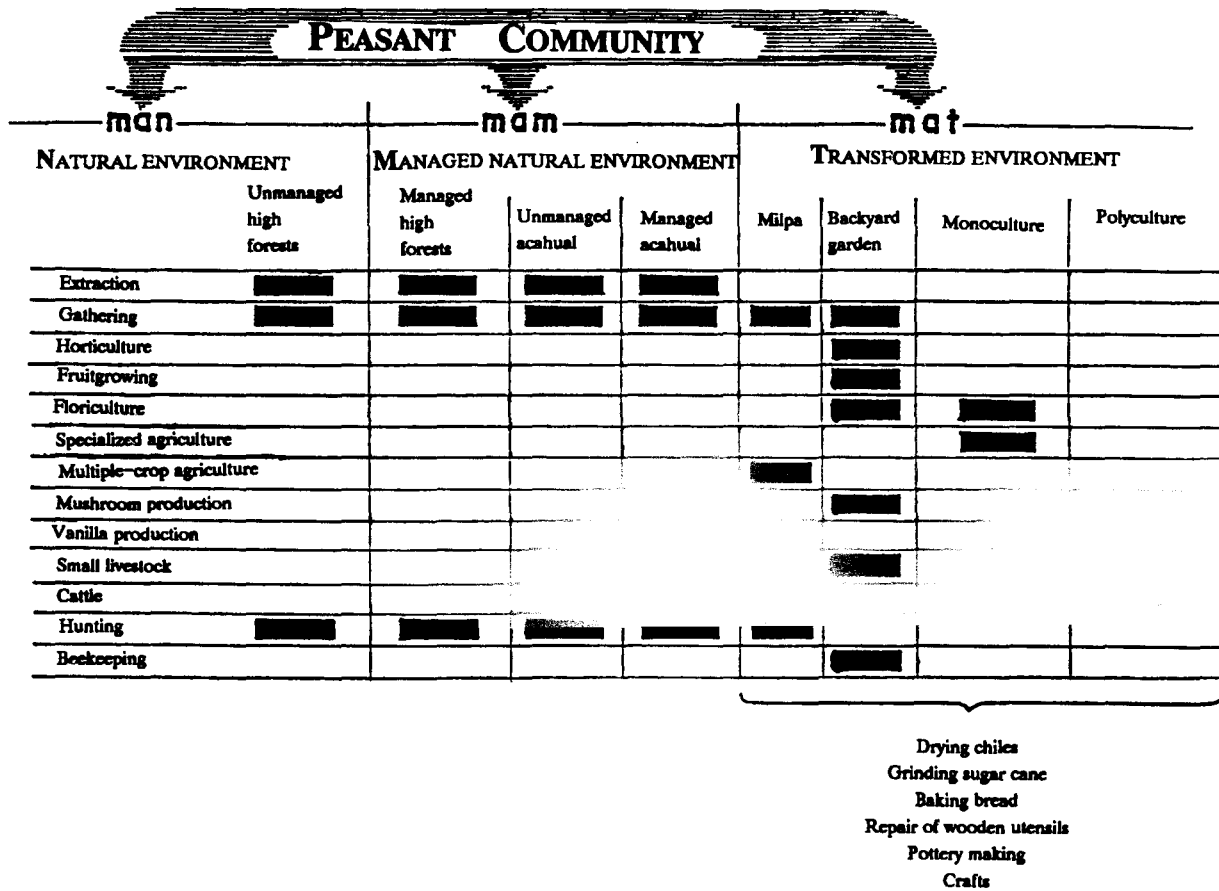 PEASANT COMMUNITY
man mam mat
NATURAL ENVIRONMENT MANAGED NATURAL ENVIRONMENT TRANSFORMED ENVIRONMENT
Unmanaged high forests
Managed high forests
Unmanaged acahual
Managed acahual
Milpa
Backyard garden
Monoculture
Polyculture
Extraction
Gathering
Horticulture
Fruitgrowing
Floriculture
Specialized agriculture
Multiple-crop agriculture
Mushroom production
Vanilla production
Small livestock
Cattle
Hunting
Beekeeping
Drying chiles
Grinding sugar cane
Baking bread
Repair of wooden utensils
Pottery making
Crafts